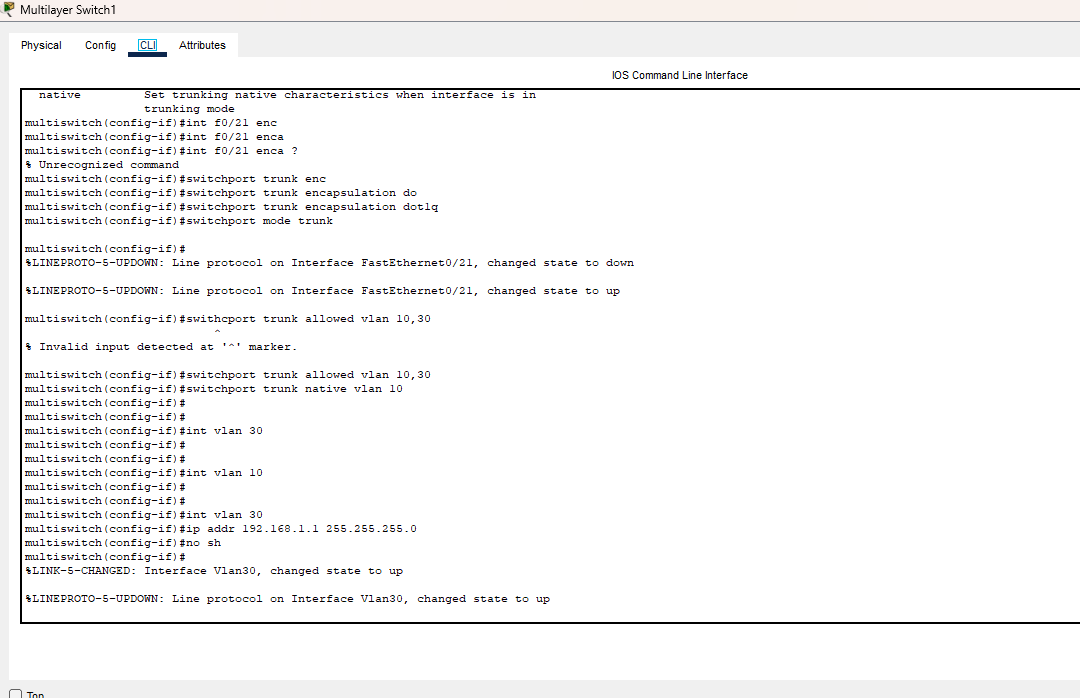 Multilayer Switch1
Physical Config CLI Attributes
IOS Command Line Interface
native Set trunking native characteristics when interface is in
trunking mode
multiswitch(config-if)#int f0/21 enc
multiswitch(config-if)#int f0/21 enca
multiswitch(config-if)#int f0/21 enca ?
% Unrecognized command
multiswitch(config-if)#switchport trunk enc
multiswitch(config-if)#switchport trunk encapsulation do
multiswitch(config-if)#switchport trunk encapsulation dot1q
multiswitch(config-if)#switchport mode trunk
multiswitch(config-if)#
%LINEPROTO-5-UPDOWN: Line protocol on Interface FastEthernet0/21, changed state to down
%LINEPROTO-5-UPDOWN: Line protocol on Interface FastEthernet0/21, changed state to up
multiswitch(config-if)#swithcport trunk allowed vlan 10,30
^
% Invalid input detected at '^' marker.
multiswitch(config-if)#switchport trunk allowed vlan 10,30
multiswitch(config-if)#switchport trunk native vlan 10
multiswitch(config-if)#
multiswitch(config-if)#
multiswitch(config-if)#int vlan 30
multiswitch(config-if)#
multiswitch(config-if)#
multiswitch(config-if)#int vlan 10
multiswitch(config-if)#
multiswitch(config-if)#
multiswitch(config-if)#int vlan 30
multiswitch(config-if)#ip addr 192.168.1.1 255.255.255.0
multiswitch(config-if)#no sh
multiswitch(config-if)#
%LINK-5-CHANGED: Interface Vlan30, changed state to up
%LINEPROTO-5-UPDOWN: Line protocol on Interface Vlan30, changed state to up
Top